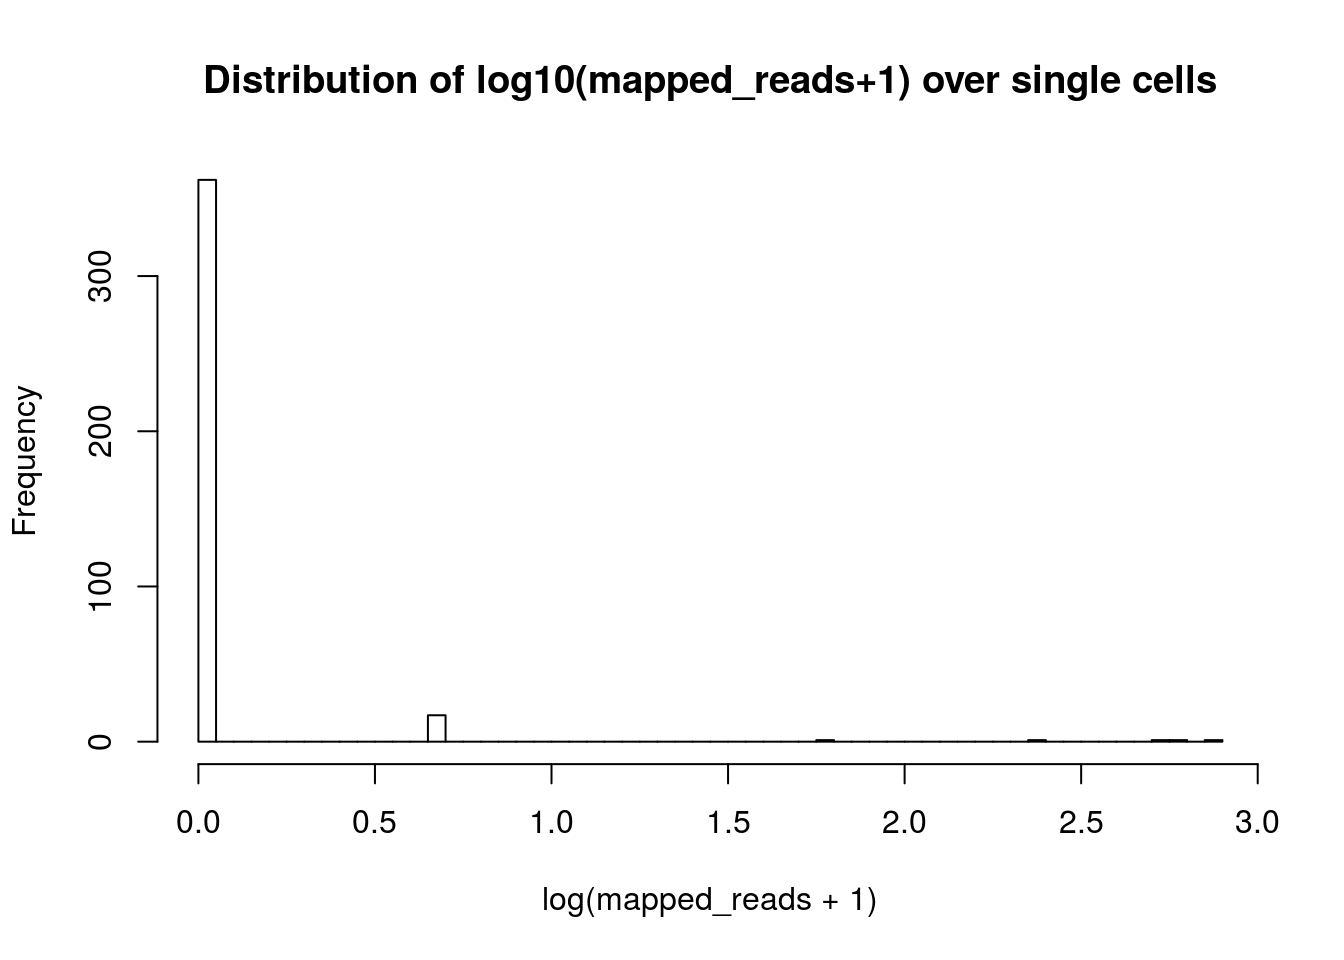 Distribution of log10(mapped_reads+1) over single cells
Frequency
300
200
100
0
0.0 0.5 1.0 1.5 2.0 2.5 3.0
log(mapped_reads + 1)